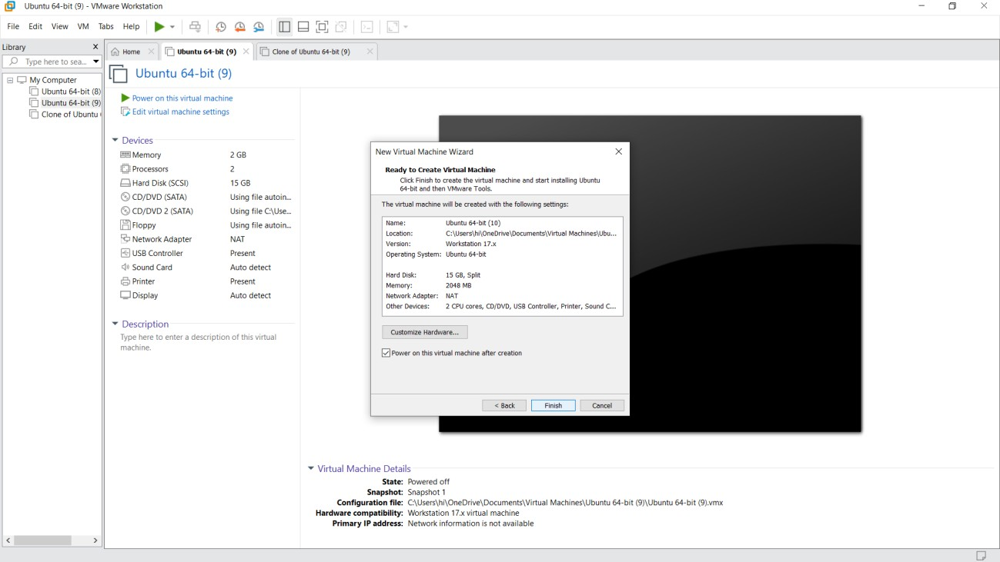 Ubuntu 64-bit (9) - VMware Workstation
File Edit View VM Tabs Help
Library X
Type here to sea...
My Computer
Ubuntu 64-bit (8)
Ubuntu 64-bit (9)
Clone of Ubuntu
Home
Ubuntu 64-bit (9)
Clone of Ubuntu 64-bit (9)
Ubuntu 64-bit (9)
Power on this virtual machine
Edit virtual machine settings
Devices
Memory 2 GB
Processors 2
Hard Disk (SCSI) 15 GB
CD/DVD (SATA) Using file autoin...
CD/DVD 2 (SATA) Using file C:\Use...
Floppy Using file autoin...
Network Adapter NAT
USB Controller Present
Sound Card Auto detect
Printer Present
Display Auto detect
Description
Type here to enter a description of this virtual
machine.
New Virtual Machine Wizard
Ready to Create Virtual Machine
Click Finish to create the virtual machine and start installing Ubuntu
64-bit and then VMware Tools.
The virtual machine will be created with the following settings:
Name: Ubuntu 64-bit (10)
Location: C:\Users\hi\OneDrive\Documents\Virtual Machines\Ubu...
Version: Workstation 17.x
Operating System: Ubuntu 64-bit
Hard Disk: 15 GB, Split
Memory: 2048 MB
Network Adapter: NAT
Other Devices: 2 CPU cores, CD/DVD, USB Controller, Printer, Sound C...
Customize Hardware...
Power on this virtual machine after creation
< Back Finish Cancel
Virtual Machine Details
State: Powered off
Snapshot: Snapshot 1
Configuration file: C:\Users\hi\OneDrive\Documents\Virtual Machines\Ubuntu 64-bit (9)\Ubuntu 64-bit (9).vmx
Hardware compatibility: Workstation 17.x virtual machine
Primary IP address: Network information is not available